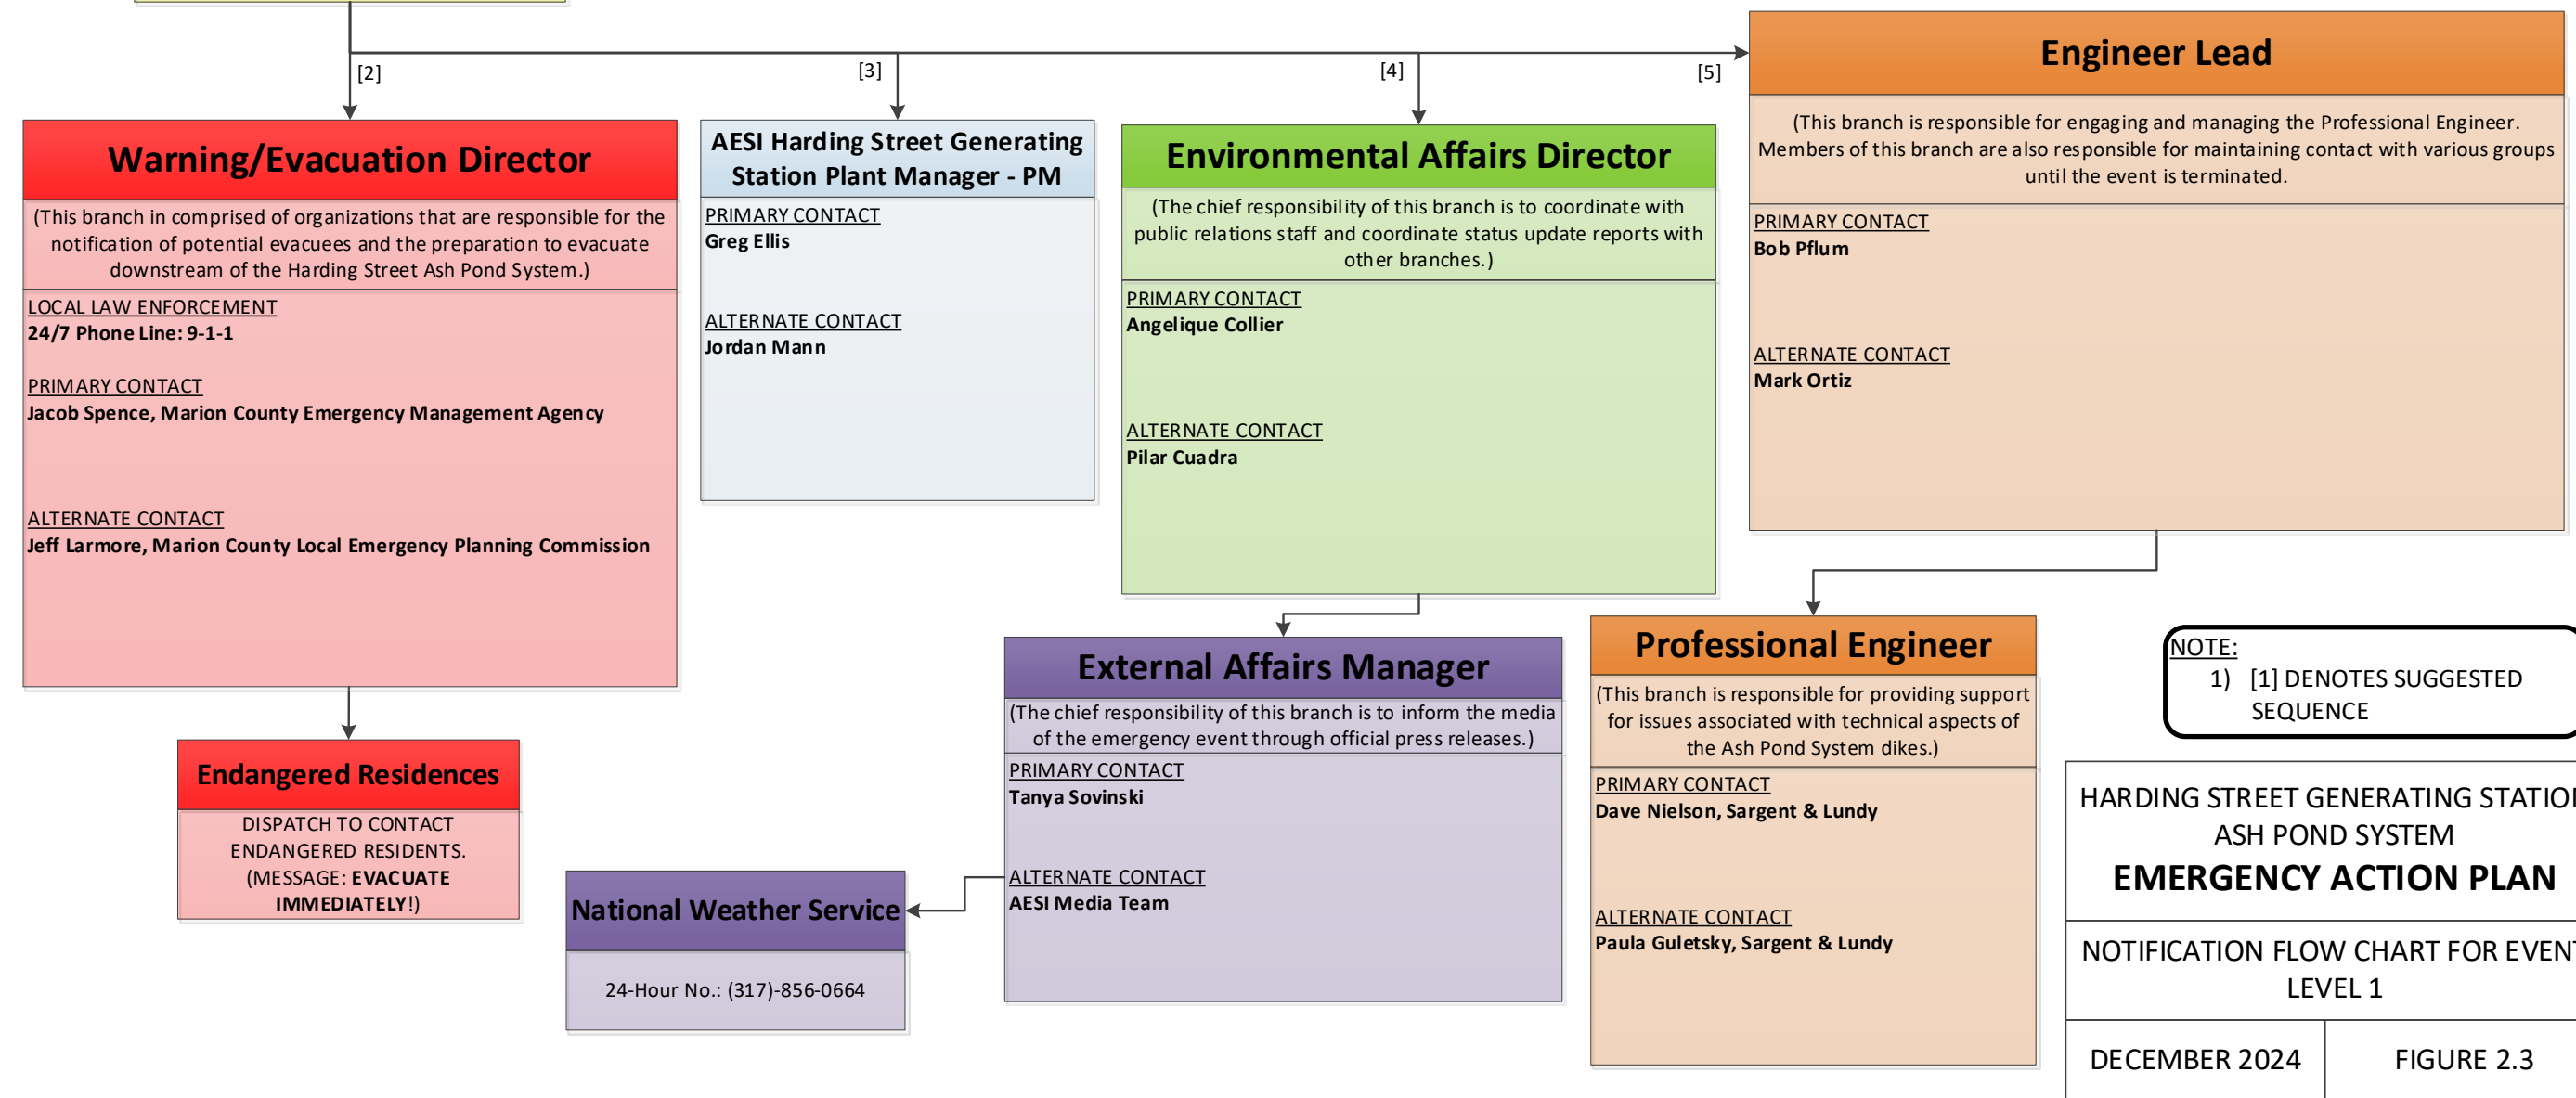 [2]
[3]
[4]
[5]
Warning/Evacuation Director
(This branch in comprised of organizations that are responsible for the
notification of potential evacuees and the preparation to evacuate
downstream of the Harding Street Ash Pond System.)
LOCAL LAW ENFORCEMENT
24/7 Phone Line: 9-1-1
PRIMARY CONTACT
Jacob Spence, Marion County Emergency Management Agency
ALTERNATE CONTACT
Jeff Larmore, Marion County Local Emergency Planning Commission
Endangered Residences
DISPATCH TO CONTACT
ENDANGERED RESIDENTS.
(MESSAGE: EVACUATE
IMMEDIATELY!)
AESI Harding Street Generating
Station Plant Manager - PM
PRIMARY CONTACT
Greg Ellis
ALTERNATE CONTACT
Jordan Mann
Environmental Affairs Director
(The chief responsibility of this branch is to coordinate with
public relations staff and coordinate status update reports with
other branches.)
PRIMARY CONTACT
Angelique Collier
ALTERNATE CONTACT
Pilar Cuadra
External Affairs Manager
(The chief responsibility of this branch is to inform the media
of the emergency event through official press releases.)
PRIMARY CONTACT
Tanya Sovinski
ALTERNATE CONTACT
AESI Media Team
National Weather Service
24-Hour No.: (317)-856-0664
Engineer Lead
(This branch is responsible for engaging and managing the Professional Engineer.
Members of this branch are also responsible for maintaining contact with various groups
until the event is terminated.
PRIMARY CONTACT
Bob Pflum
ALTERNATE CONTACT
Mark Ortiz
Professional Engineer
(This branch is responsible for providing support
for issues associated with technical aspects of
the Ash Pond System dikes.)
PRIMARY CONTACT
Dave Nielson, Sargent & Lundy
ALTERNATE CONTACT
Paula Guletsky, Sargent & Lundy
NOTE:
1) [1] DENOTES SUGGESTED
SEQUENCE
HARDING STREET GENERATING STATION
ASH POND SYSTEM
EMERGENCY ACTION PLAN
NOTIFICATION FLOW CHART FOR EVENT
LEVEL 1
DECEMBER 2024
FIGURE 2.3